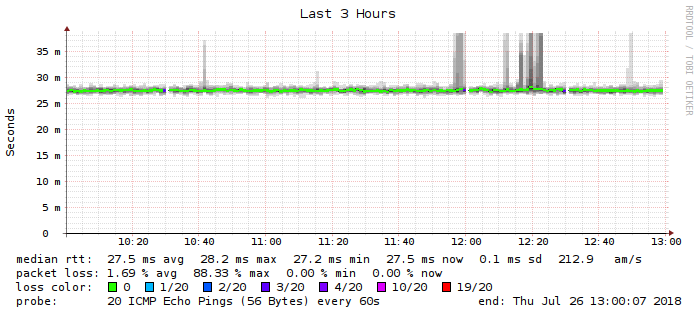 Last 3 Hours
RRDTOOL / TOBI OETIKER
Seconds
35 m
30 m
25 m
20 m
15 m
10 m
5 m
0
10:20 10:40 11:00 11:20 11:40 12:00 12:20 12:40 13:00
median rtt: 27.5 ms avg 28.2 ms max 27.2 ms min 27.5 ms now 0.1 ms sd 212.9 am/s
packet loss: 1.69 % avg 88.33 % max 0.00 % min 0.00 % now
loss color: 0 1/20 2/20 3/20 4/20 10/20 19/20
probe: 20 ICMP Echo Pings (56 Bytes) every 60s end: Thu Jul 26 13:00:07 2018